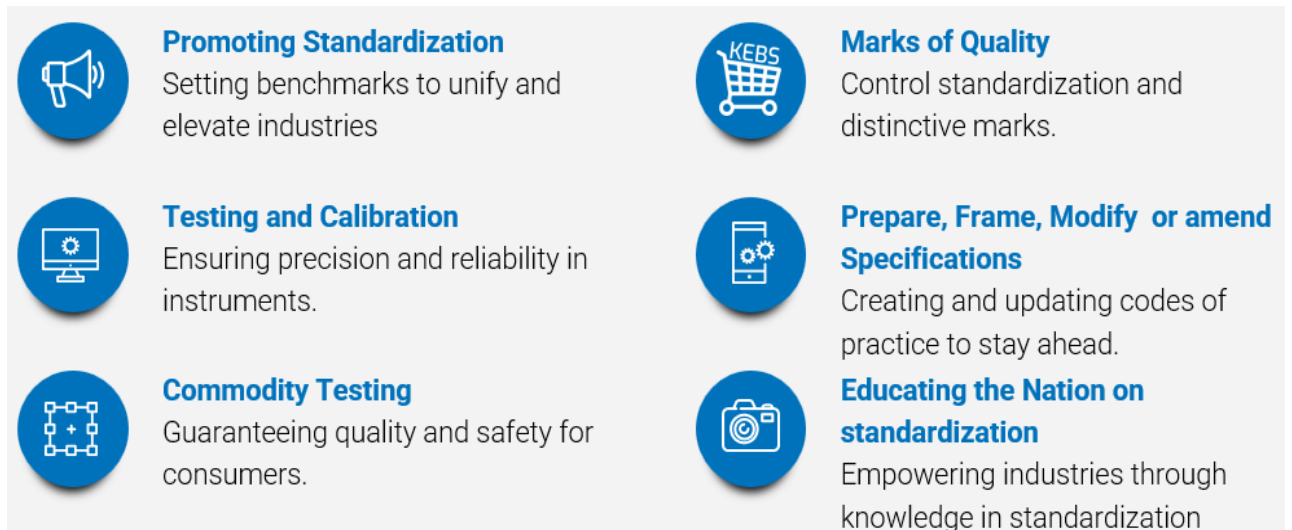 Promoting Standardization
Setting benchmarks to unify and
elevate industries
Testing and Calibration
Ensuring precision and reliability in
instruments.
Commodity Testing
Guaranteeing quality and safety for
consumers.
KEBS
Marks of Quality
Control standardization and
distinctive marks.
Prepare, Frame, Modify  or amend
Specifications
Creating and updating codes of
practice to stay ahead.
Educating the Nation on
standardization
Empowering industries through
knowledge in standardization